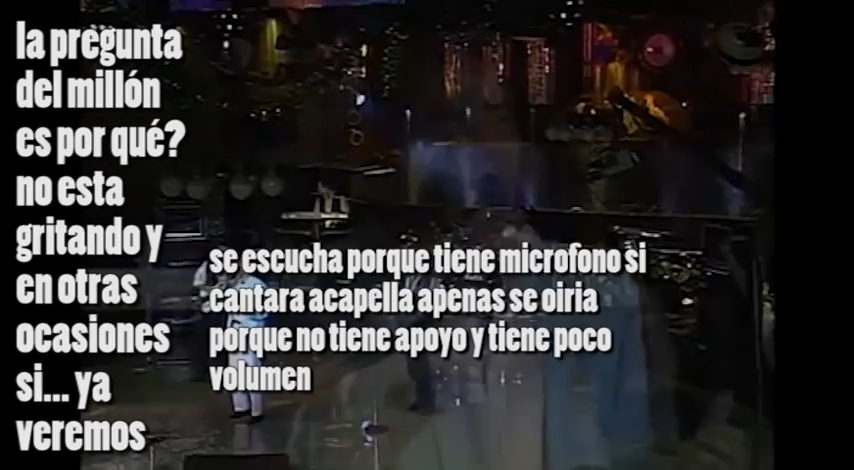 la pregunta
del millón
es por qué?
no esta
gritando y
en otras
ocasiones
si... ya
veremos
se escucha porque tiene microfono si
cantara acapella apenas se oiria
porque no tiene apoyo y tiene poco
volumen